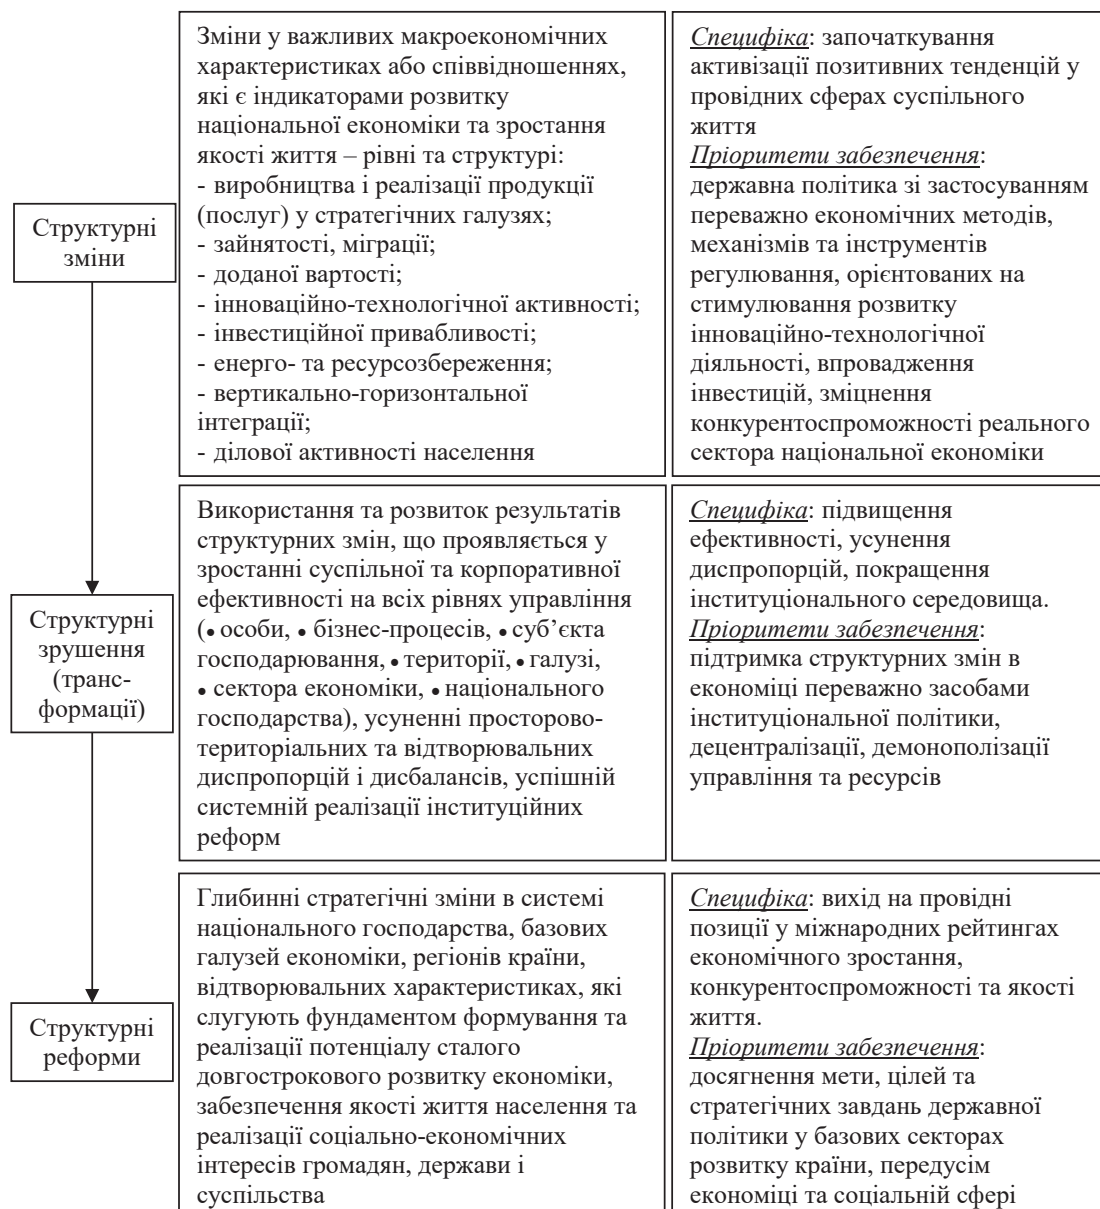 Структурні
зміни
Зміни у важливих макроекономічних
характеристиках або співвідношеннях,
які є індикаторами розвитку
національної економіки та зростання
якості життя – рівні та структурі:
- виробництва і реалізації продукції
(послуг) у стратегічних галузях;
- зайнятості, міграції;
- доданої вартості;
- інноваційно-технологічної активності;
- інвестиційної привабливості;
- енерго- та ресурсозбереження;
- вертикально-горизонтальної
інтеграції;
- ділової активності населення
Специфіка: започаткування
активізації позитивних тенденцій у
провідних сферах суспільного
життя
Пріоритети забезпечення:
державна політика зі застосуванням
переважно економічних методів,
механізмів та інструментів
регулювання, орієнтованих на
стимулювання розвитку
інноваційно-технологічної
діяльності, впровадження
інвестицій, зміцнення
конкурентоспроможності реального
сектора національної економіки
Структурні
зрушення
(транс-
формації)
Використання та розвиток результатів
структурних змін, що проявляється у
зростанні суспільної та корпоративної
ефективності на всіх рівнях управління
(• особи, • бізнес-процесів, • суб’єкта
господарювання, • території, • галузі,
• сектора економіки, • національного
господарства), усуненні просторово-
територіальних та відтворювальних
диспропорцій і дисбалансів, успішній
системній реалізації інституційних
реформ
Специфіка: підвищення
ефективності, усунення
диспропорцій, покращення
інституціонального середовища.
Пріоритети забезпечення:
підтримка структурних змін в
економіці переважно засобами
інституціональної політики,
децентралізації, демонополізації
управління та ресурсів
Структурні
реформи
Глибинні стратегічні зміни в системі
національного господарства, базових
галузей економіки, регіонів країни,
відтворювальних характеристиках, які
слугують фундаментом формування та
реалізації потенціалу сталого
довгострокового розвитку економіки,
забезпечення якості життя населення та
реалізації соціально-економічних
інтересів громадян, держави і
суспільства
Специфіка: вихід на провідні
позиції у міжнародних рейтингах
економічного зростання,
конкурентоспроможності та якості
життя.
Пріоритети забезпечення:
досягнення мети, цілей та
стратегічних завдань державної
політики у базових секторах
розвитку країни, передусім
економіці та соціальній сфері